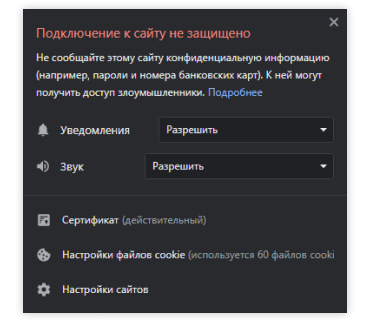 Подключение к сайту не защищено
Не сообщайте этому сайту конфиденциальную информацию
(например, пароли и номера банковских карт). К ней могут
получить доступ злоумышленники. Подробнее
Уведомления Разрешить
Звук Разрешить
Сертификат (действительный)
Настройки файлов cookie (используется 60 файлов cooki
Настройки сайтов